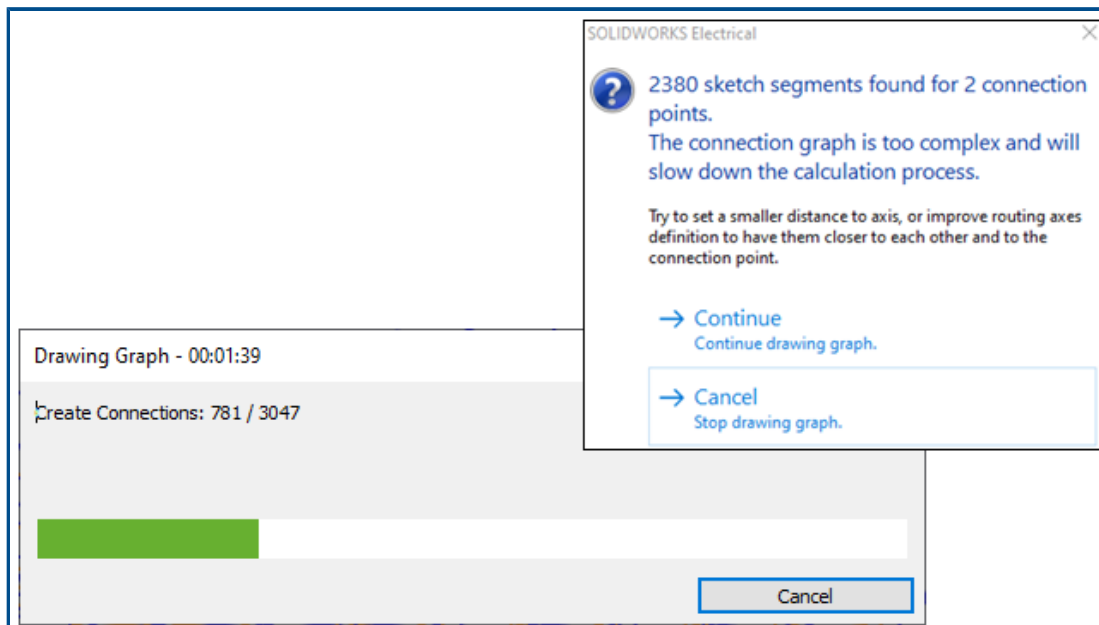 SOLIDWORKS Electrical
2380 sketch segments found for 2 connection
points.
The connection graph is too complex and will
slow down the calculation process.
Try to set a smaller distance to axis, or improve routing axes
definition to have them closer to each other and to the
connection point.
Continue
Continue drawing graph.
Cancel
Stop drawing graph.
Drawing Graph - 00:01:39
Create Connections: 781 / 3047
Cancel